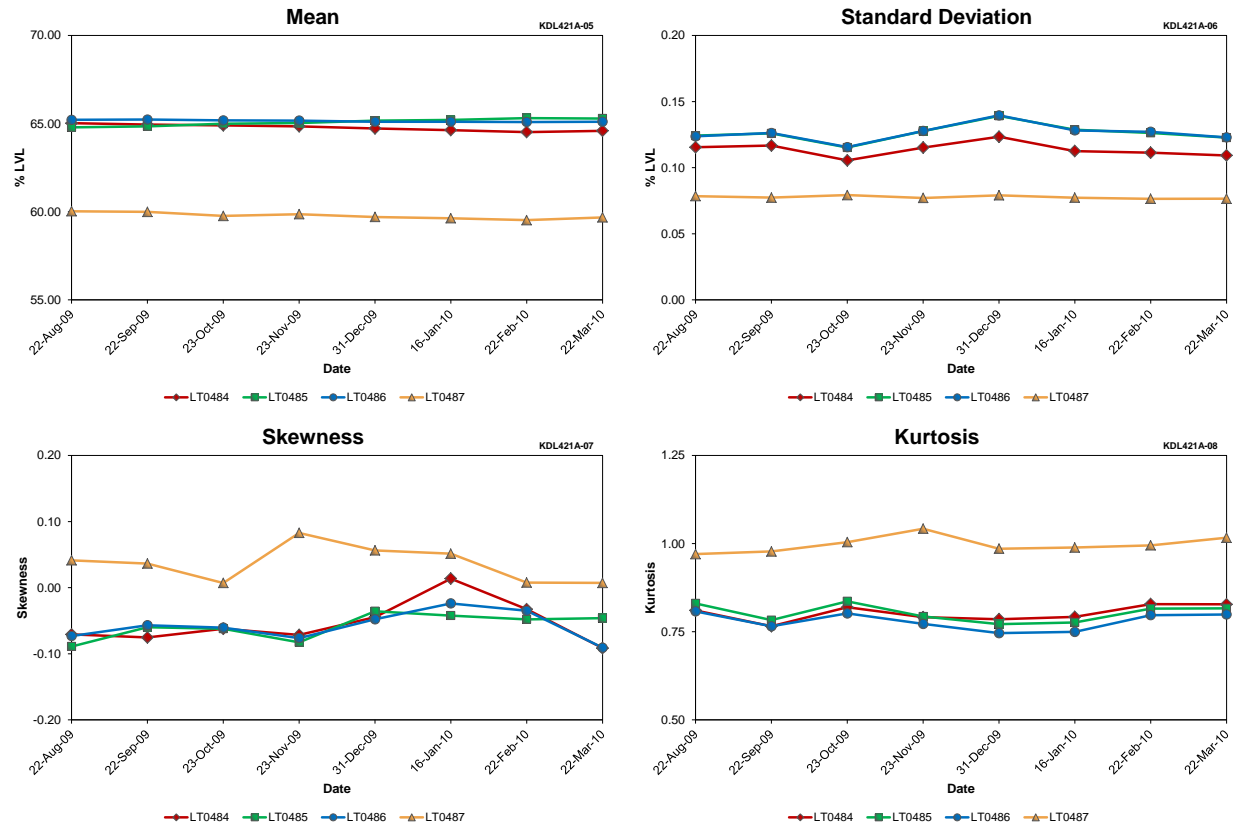 Mean
KDL421A-05
70.00
65.00
60.00
55.00
% LVL
22-Aug-09
22-Sep-09
23-Oct-09
23-Nov-09
31-Dec-09
16-Jan-10
22-Feb-10
22-Mar-10
Date
LT0484 LT0485 LT0486 LT0487
Standard Deviation
KDL421A-06
0.20
0.15
0.10
0.05
0.00
% LVL
22-Aug-09
22-Sep-09
23-Oct-09
23-Nov-09
31-Dec-09
16-Jan-10
22-Feb-10
22-Mar-10
Date
LT0484 LT0485 LT0486 LT0487
Skewness
KDL421A-07
0.20
0.10
0.00
-0.10
-0.20
Skewness
22-Aug-09
22-Sep-09
23-Oct-09
23-Nov-09
31-Dec-09
16-Jan-10
22-Feb-10
22-Mar-10
Date
LT0484 LT0485 LT0486 LT0487
Kurtosis
KDL421A-08
1.25
1.00
0.75
0.50
Kurtosis
22-Aug-09
22-Sep-09
23-Oct-09
23-Nov-09
31-Dec-09
16-Jan-10
22-Feb-10
22-Mar-10
Date
LT0484 LT0485 LT0486 LT0487